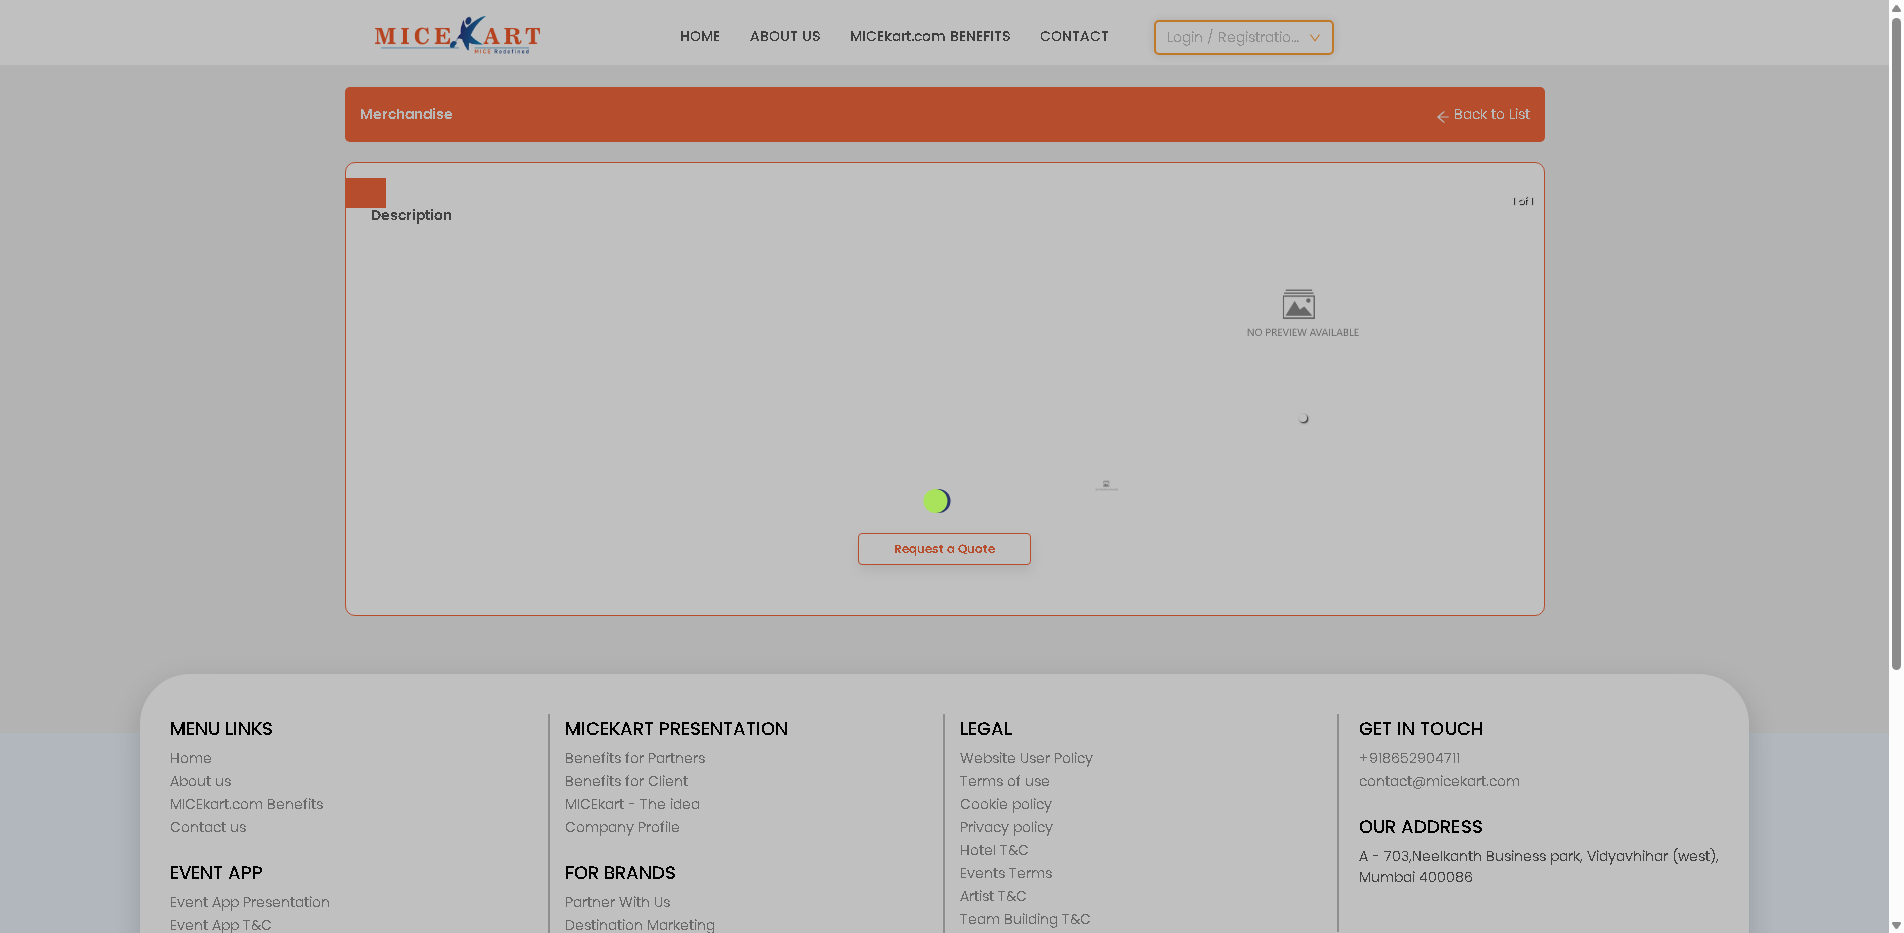 MICEKART
MICE Redefined
HOME
ABOUT US
MICEkart.com BENEFITS
CONTACT
Login / Registratio...
Merchandise
Back to List
1 of 1
Description
NO PREVIEW AVAILABLE
Request a Quote
MENU LINKS
Home
About us
MICEkart.com Benefits
Contact us
EVENT APP
Event App Presentation
Event App T&C
MICEKART PRESENTATION
Benefits for Partners
Benefits for Client
MICEkart - The idea
Company Profile
FOR BRANDS
Partner With Us
Destination Marketing
LEGAL
Website User Policy
Terms of use
Cookie policy
Privacy policy
Hotel T&C
Events Terms
Artist T&C
Team Building T&C
GET IN TOUCH
+918652904711
contact@micekart.com
OUR ADDRESS
A - 703,Neelkanth Business park, Vidyavhihar (west),
Mumbai 400086